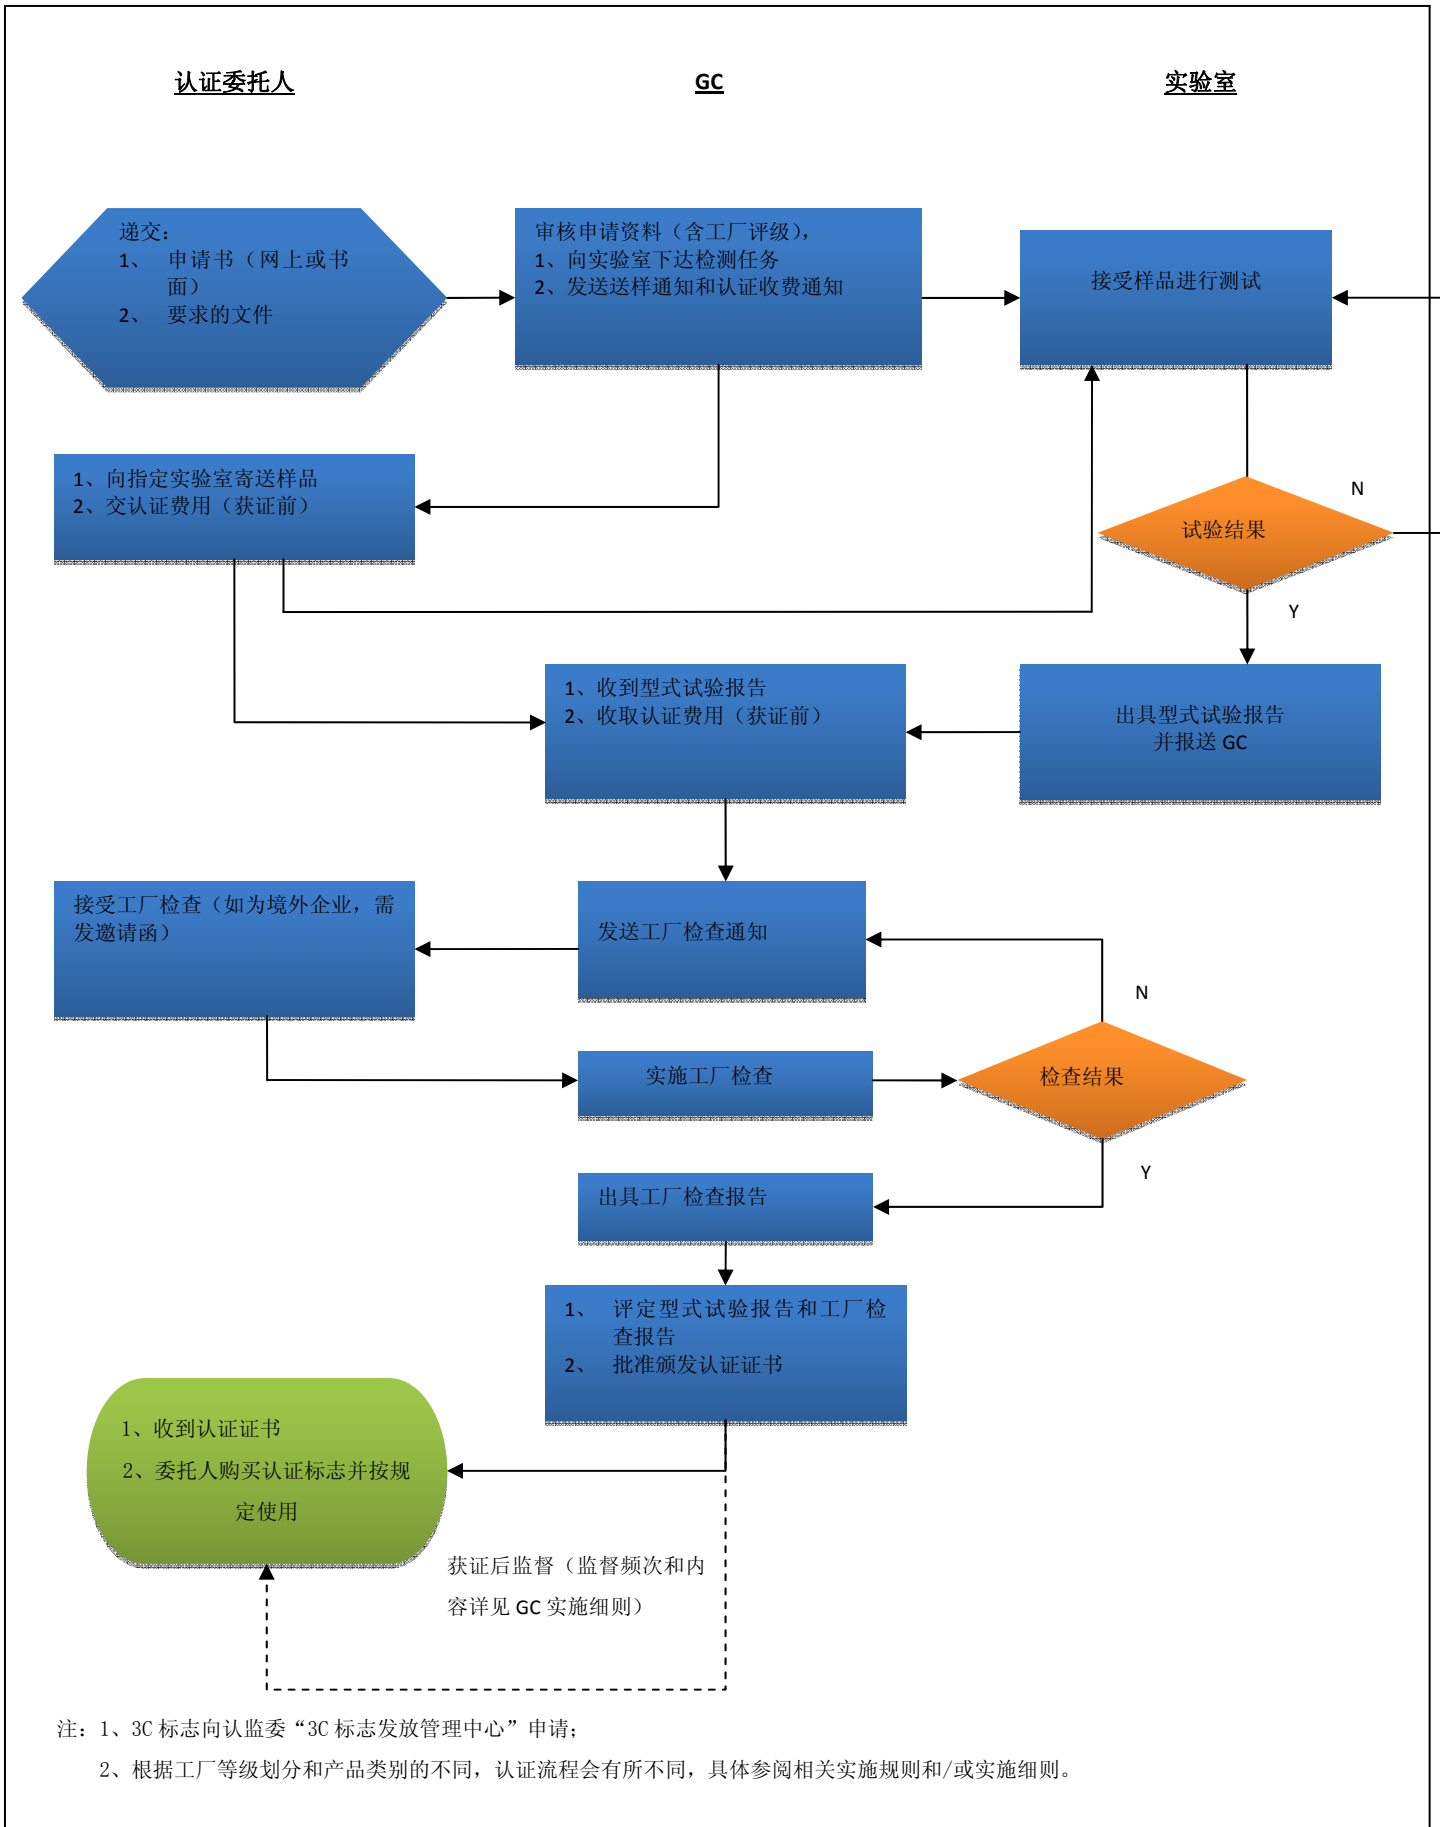 认证委托人
GC
实验室
递交：
1、 申请书（网上或书
面）
2、 要求的文件
审核申请资料（含工厂评级），
1、向实验室下达检测任务
2、发送送样通知和认证收费通知
接受样品进行测试
1、向指定实验室寄送样品
2、交认证费用（获证前）
N
试验结果
Y
1、收到型式试验报告
2、收取认证费用（获证前）
出具型式试验报告
并报送 GC
接受工厂检查（如为境外企业，需
发邀请函）
发送工厂检查通知
N
实施工厂检查
检查结果
Y
出具工厂检查报告
1、 评定型式试验报告和工厂检
查报告
2、 批准颁发认证证书
1、收到认证证书
2、委托人购买认证标志并按规
定使用
获证后监督（监督频次和内
容详见 GC 实施细则）
注：1、3C 标志向认监委“3C 标志发放管理中心”申请；
2、根据工厂等级划分和产品类别的不同，认证流程会有所不同，具体参阅相关实施规则和/或实施细则。